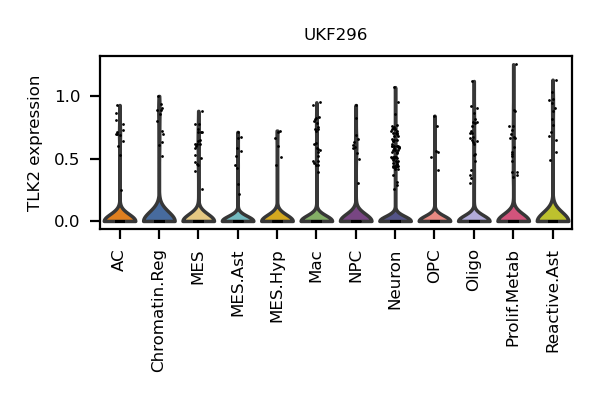 UKF296
TLK2 expression
1.0
0.5
0.0
AC
Chromatin.Reg
MES
MES.Ast
MES.Hyp
Mac
NPC
Neuron
OPC
Oligo
Prolif.Metab
Reactive.Ast